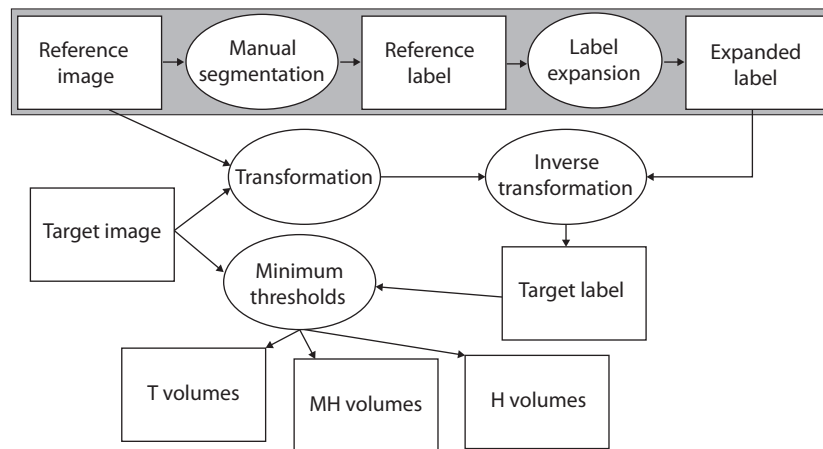 Reference
image
Manual
segmentation
Reference
label
Label
expansion
Expanded
label
Transformation
Inverse
transformation
Target image
Minimum
thresholds
Target label
T volumes
MH volumes
H volumes